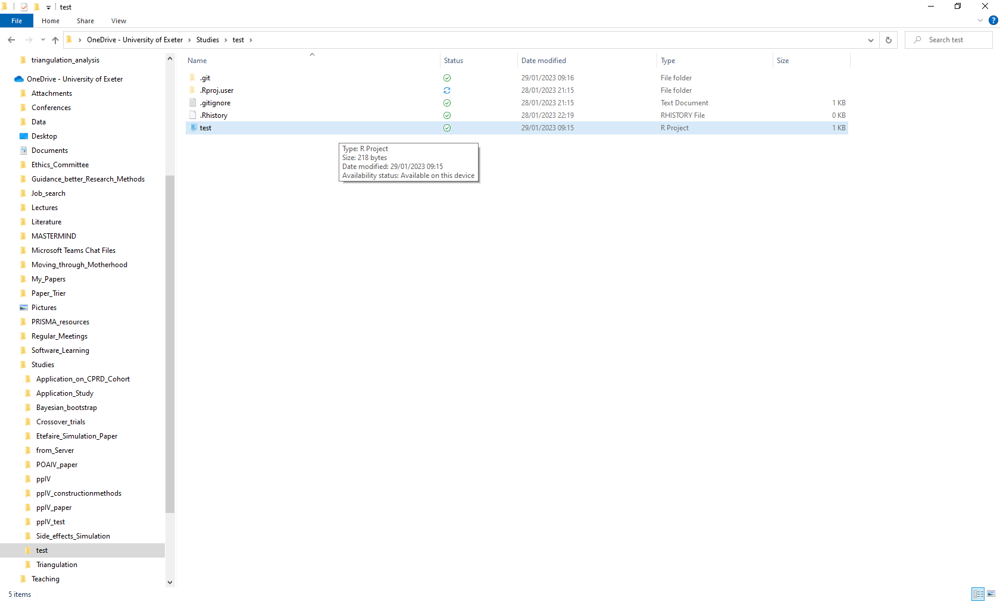 test
File Home Share View
OneDrive - University of Exeter Studies test
Search test
triangulation_analysis
OneDrive - University of Exeter
Attachments
Conferences
Data
Desktop
Documents
Ethics_Committee
Guidance_better_Research_Methods
Job_search
Lectures
Literature
MASTERMIND
Microsoft Teams Chat Files
Moving_through_Motherhood
My_Papers
Paper_Trier
Pictures
PRISMA_resources
Regular_Meetings
Software_Learning
Studies
Application_on_CPRD_Cohort
Application_Study
Bayesian_bootstrap
Crossover_trials
Etefaire_Simulation_Paper
from_Server
POAIV_paper
ppIV
ppIV_constructionmethods
ppIV_paper
ppIV_test
Side_effects_Simulation
test
Triangulation
Teaching
Name Status Date modified Type Size
.git 29/01/2023 09:16 File folder
.Rproj.user 28/01/2023 21:15 File folder
.gitignore 28/01/2023 21:15 Text Document 1 KB
.Rhistory 28/01/2023 22:19 RHISTORY File 0 KB
test 29/01/2023 09:15 R Project 1 KB
Type: R Project
Size: 218 bytes
Date modified: 29/01/2023 09:15
Availability status: Available on this device
5 items